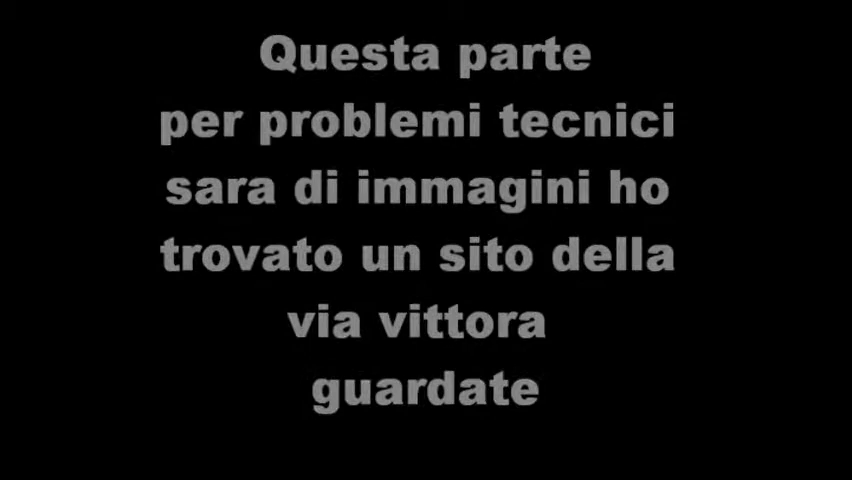 Questa parte
per problemi tecnici
sara di immagini ho
trovato un sito della
via vittora
guardate